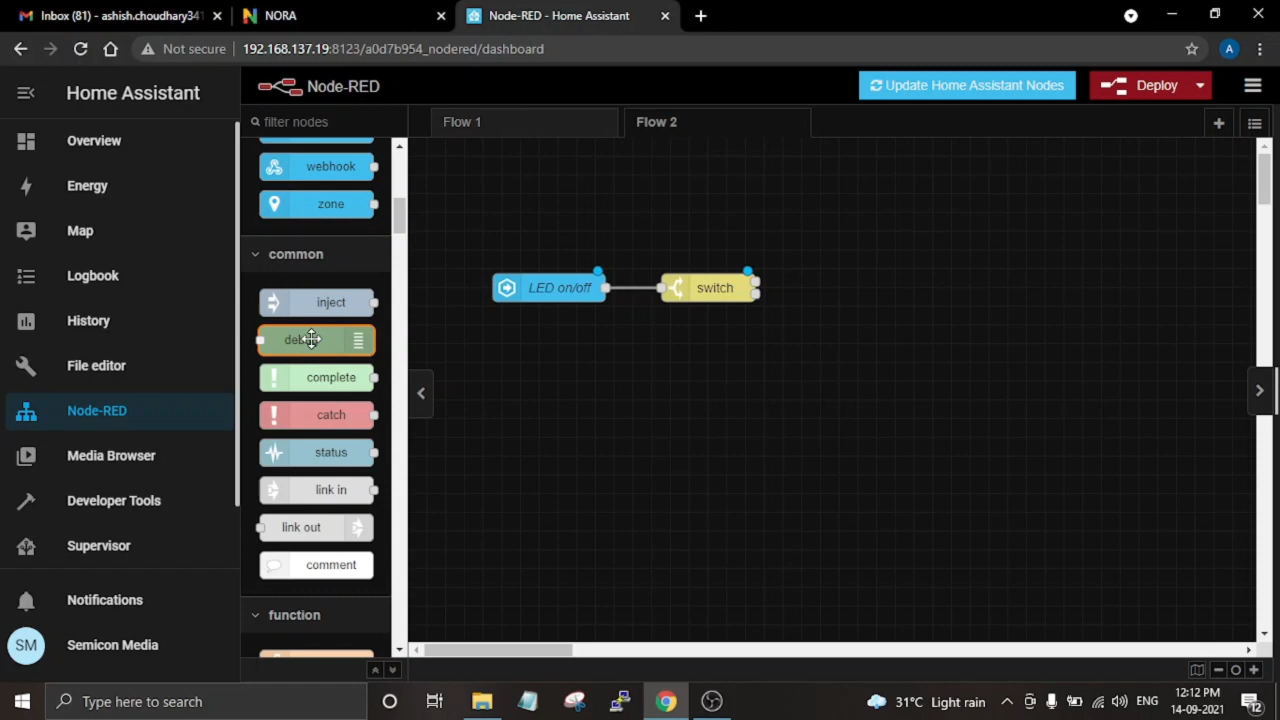 Inbox (81) - ashish.choudhary341
NORA
Node-RED - Home Assistant
Not secure
192.168.137.19:8123/a0d7b954_nodered/dashboard
A
Home Assistant
Node-RED
Update Home Assistant Nodes
Deploy
filter nodes
Flow 1
Flow 2
Overview
Energy
Map
Logbook
History
File editor
Node-RED
Media Browser
Developer Tools
Supervisor
Notifications
SM
Semicon Media
webhook
zone
common
inject
complete
catch
status
link in
link out
comment
function
LED on/off
switch
Type here to search
31°C Light rain
ENG
12:12 PM
14-09-2021
12